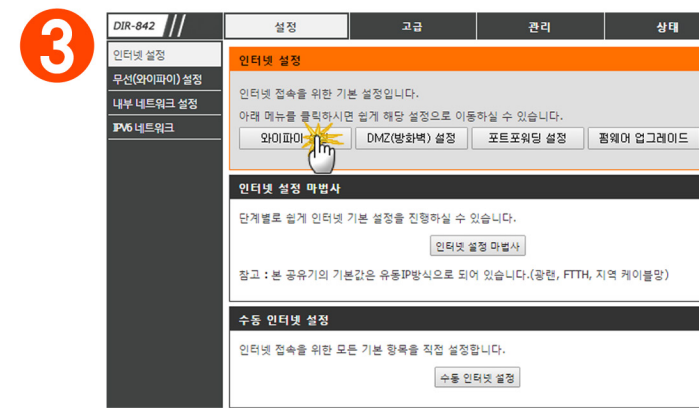 3
DIR-842 설정 고급 관리 상태
인터넷 설정
무선(와이파이) 설정
내부 네트워크 설정
IPV6 네트워크
인터넷 설정
인터넷 접속을 위한 기본 설정입니다.
아래 메뉴를 클릭하시면 쉽게 해당 설정으로 이동하실 수 있습니다.
와이파이 DMZ(방화벽) 설정 포트포워딩 설정 펌웨어 업그레이드
인터넷 설정 마법사
단계별로 쉽게 인터넷 기본 설정을 진행하실 수 있습니다.
인터넷 설정 마법사
참고 : 본 공유기의 기본값은 유동IP방식으로 되어 있습니다.(광랜, FTTH, 지역 케이블망)
수동 인터넷 설정
인터넷 접속을 위한 모든 기본 항목을 직접 설정합니다.
수동 인터넷 설정